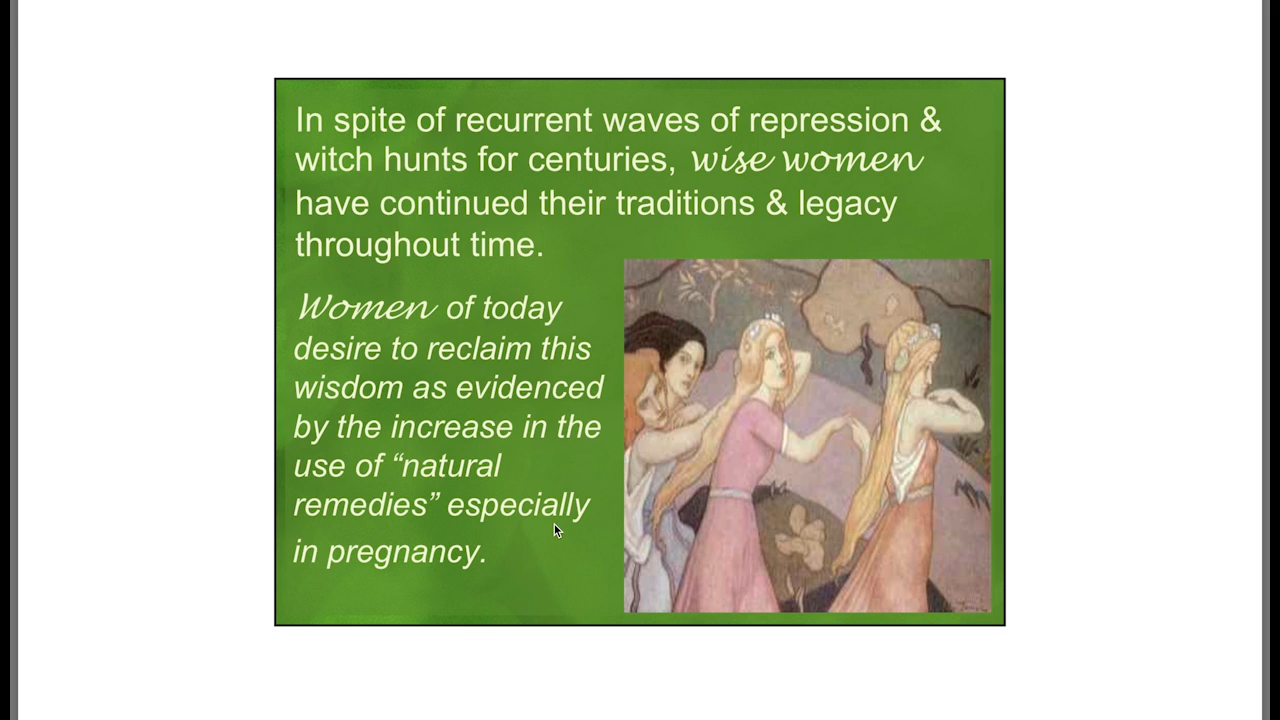 In spite of recurrent waves of repression &
witch hunts for centuries, wise women
have continued their traditions & legacy
throughout time.
Women of today
desire to reclaim this
wisdom as evidenced
by the increase in the
use of “natural
remedies” especially
in pregnancy.